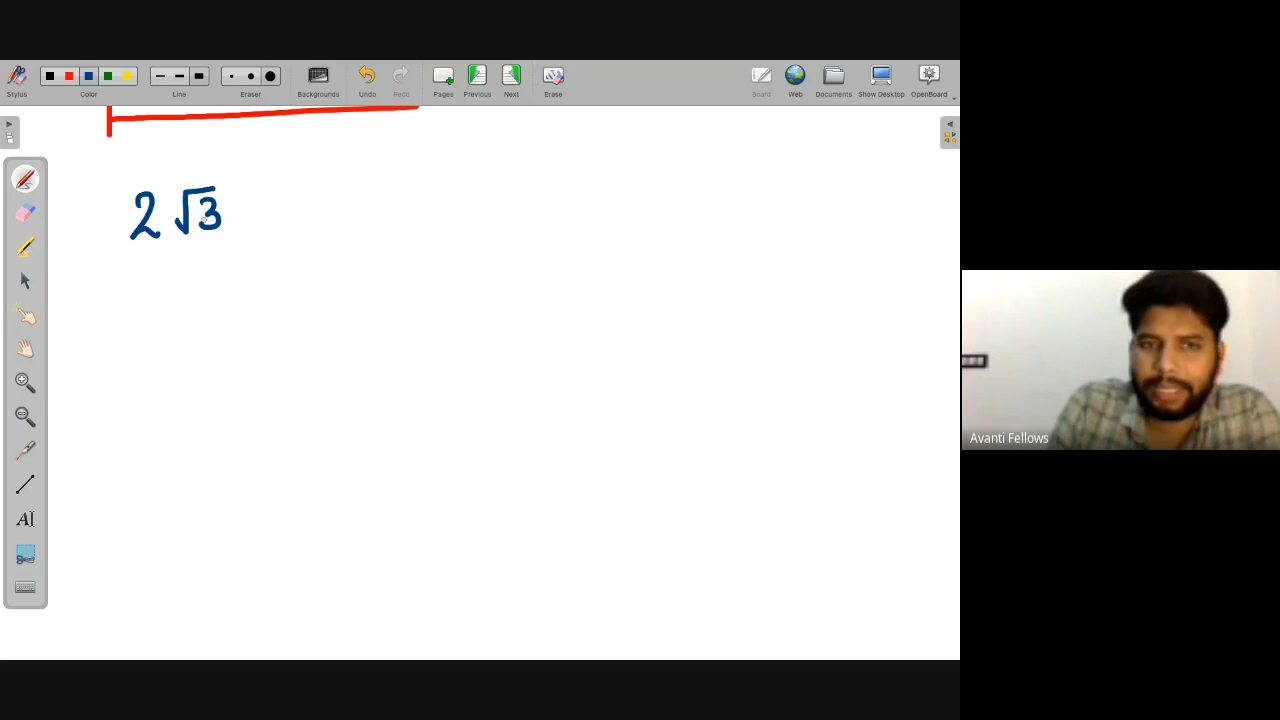 Stylus
Color
Line
Eraser
Backgrounds
Undo
Redo
Pages
Previous
Next
Erase
Board
Web
Documents
Show Desktop
OpenBoard
2 √3
A
Avanti Fellows